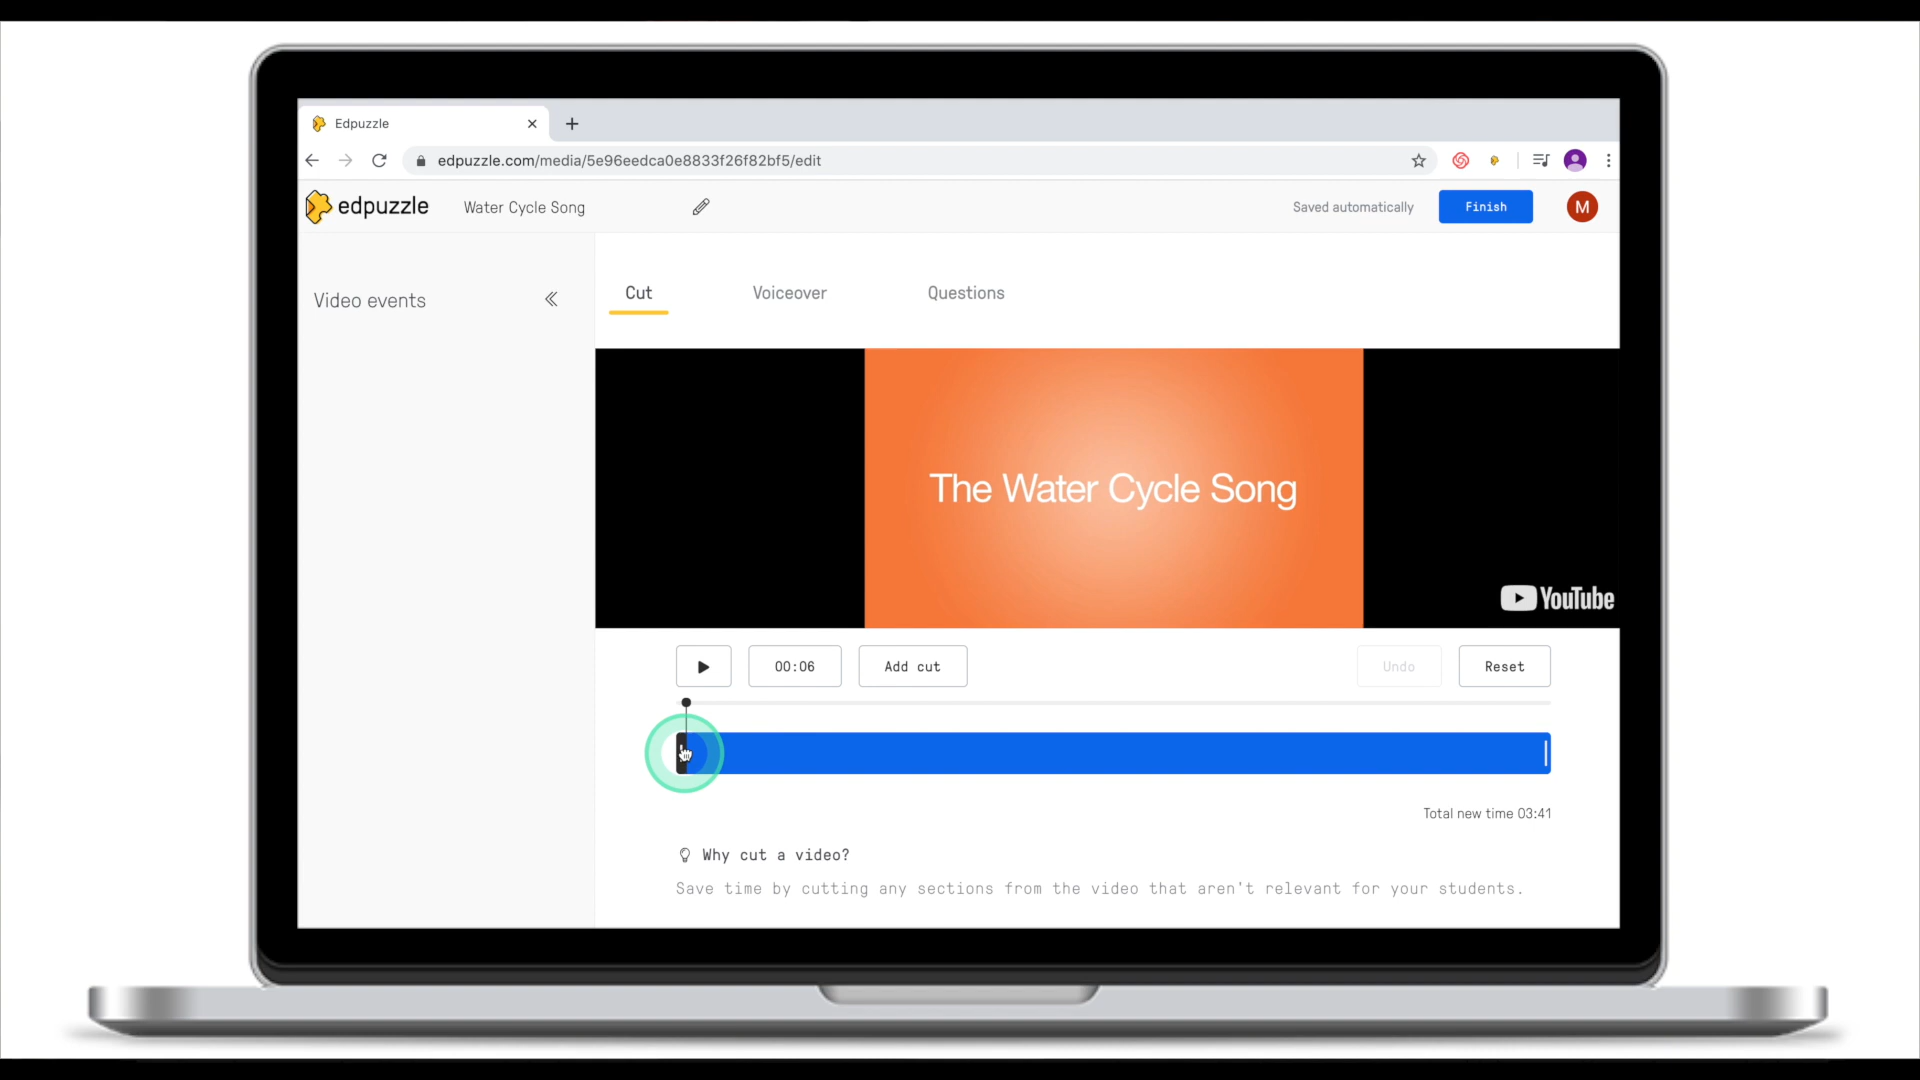 Edpuzzle
edpuzzle.com/media/5e96eedca0e8833f26f82bf5/edit
edpuzzle
Water Cycle Song
Saved automatically
Finish
M
Video events
Cut
Voiceover
Questions
The Water Cycle Song
YouTube
00:06
Add cut
Undo
Reset
Total new time 03:41
Why cut a video?
Save time by cutting any sections from the video that aren't relevant for your students.